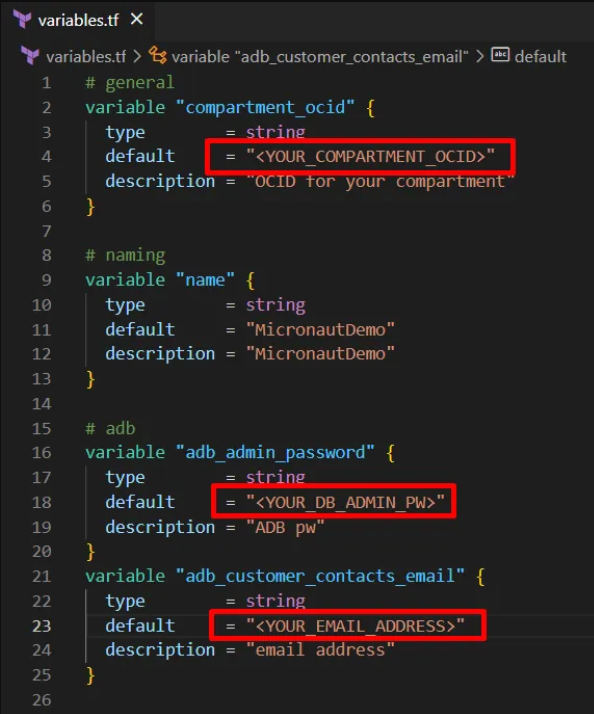 variables.tf ×
variables.tf > variable "adb_customer_contacts_email" > abc default
1 # general
2 variable "compartment_ocid" {
3 type = string
4 default = "<YOUR_COMPARTMENT_OCID>"
5 description = "OCID for your compartment"
6 }
7
8 # naming
9 variable "name" {
10 type = string
11 default = "MicronautDemo"
12 description = "MicronautDemo"
13 }
14
15 # adb
16 variable "adb_admin_password" {
17 type = string
18 default = "<YOUR_DB_ADMIN_PW>"
19 description = "ADB pw"
20 }
21 variable "adb_customer_contacts_email" {
22 type = string
23 default = "<YOUR_EMAIL_ADDRESS>"
24 description = "email address"
25 }
26